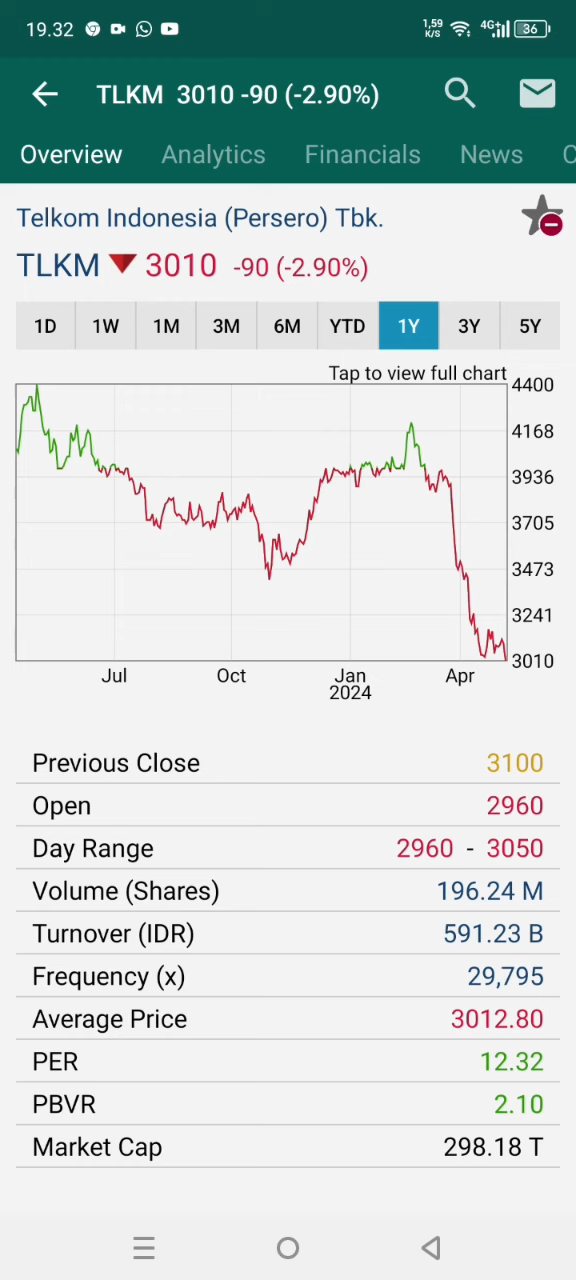 19.32 1,59 K/S 4G+ 36
TLKM 3010 -90 (-2.90%)
Overview Analytics Financials News C
Telkom Indonesia (Persero) Tbk.
TLKM 3010 -90 (-2.90%)
1D 1W 1M 3M 6M YTD 1Y 3Y 5Y
Tap to view full chart
4400
4168
3936
3705
3473
3241
3010
Jul Oct Jan Apr
2024
Previous Close 3100
Open 2960
Day Range 2960 - 3050
Volume (Shares) 196.24 M
Turnover (IDR) 591.23 B
Frequency (x) 29,795
Average Price 3012.80
PER 12.32
PBVR 2.10
Market Cap 298.18 T